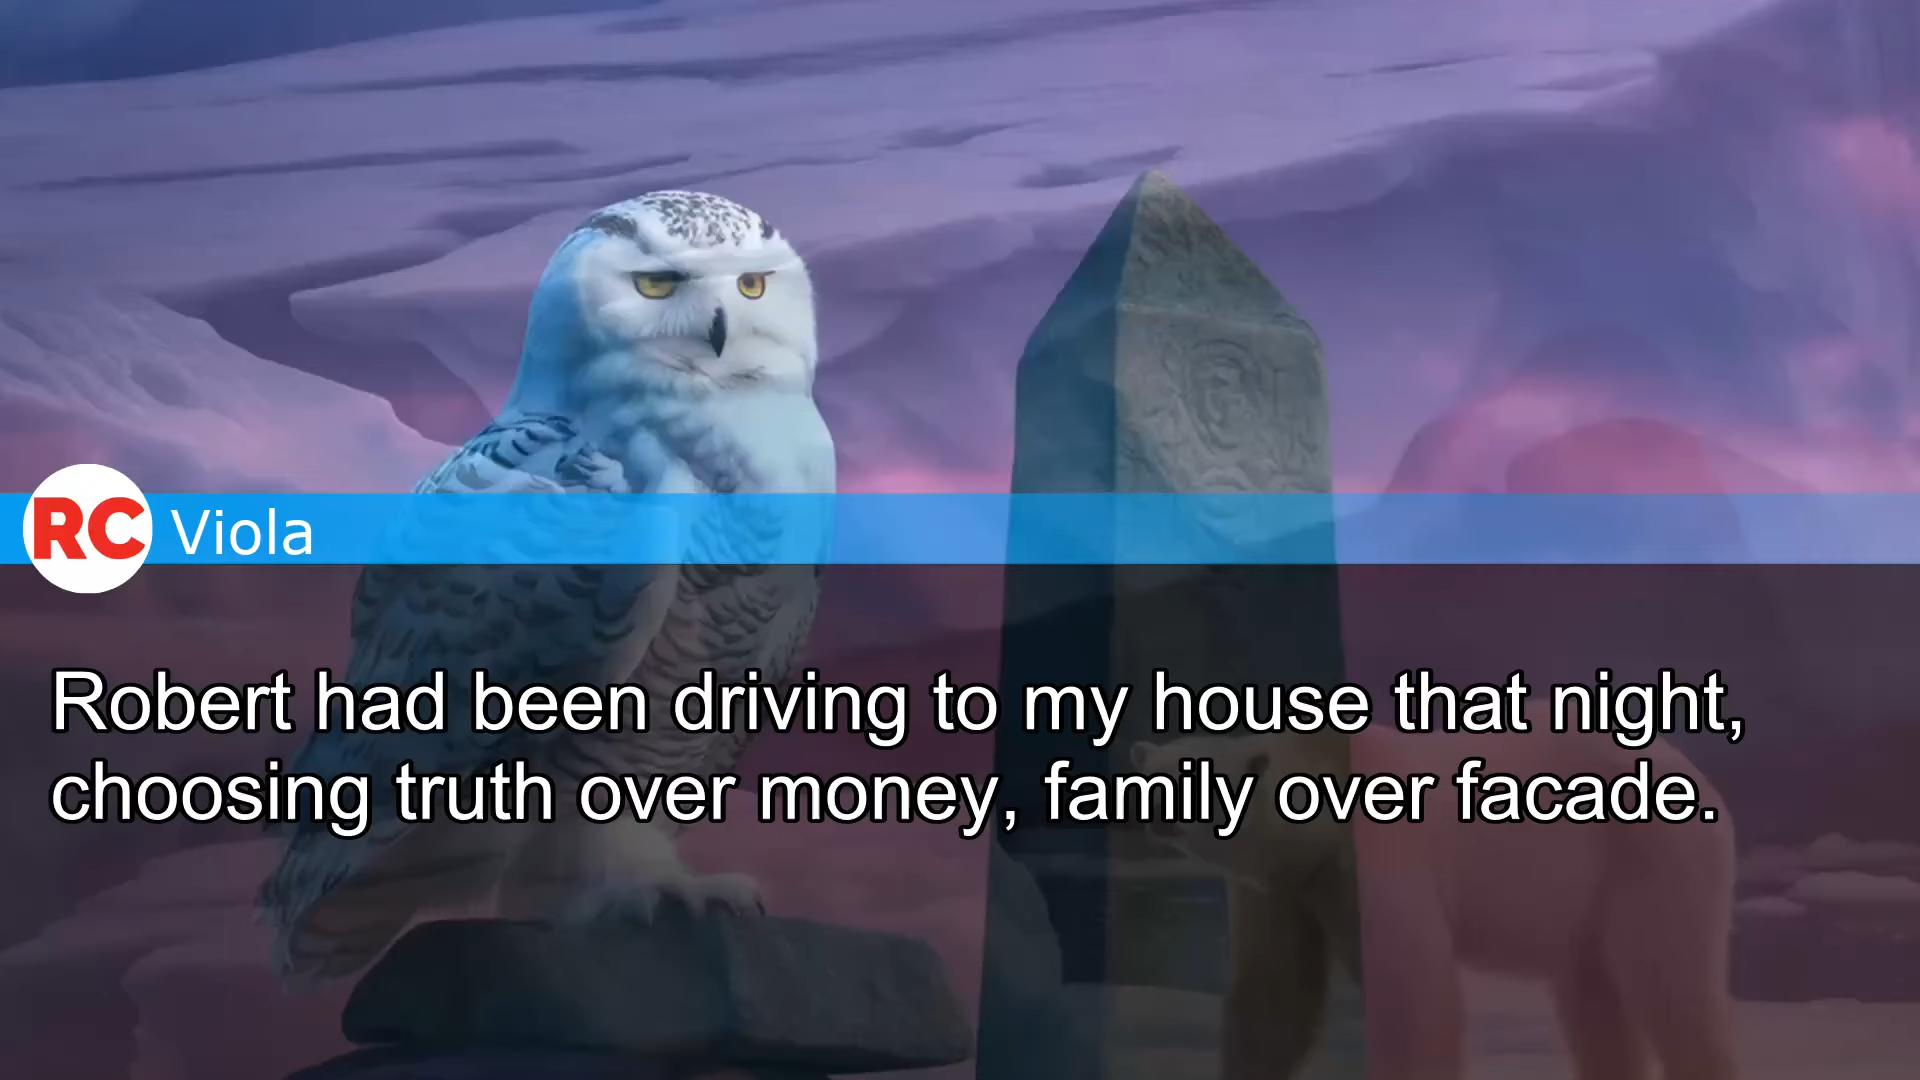 RC Viola
Robert had been driving to my house that night,
choosing truth over money, family over facade.